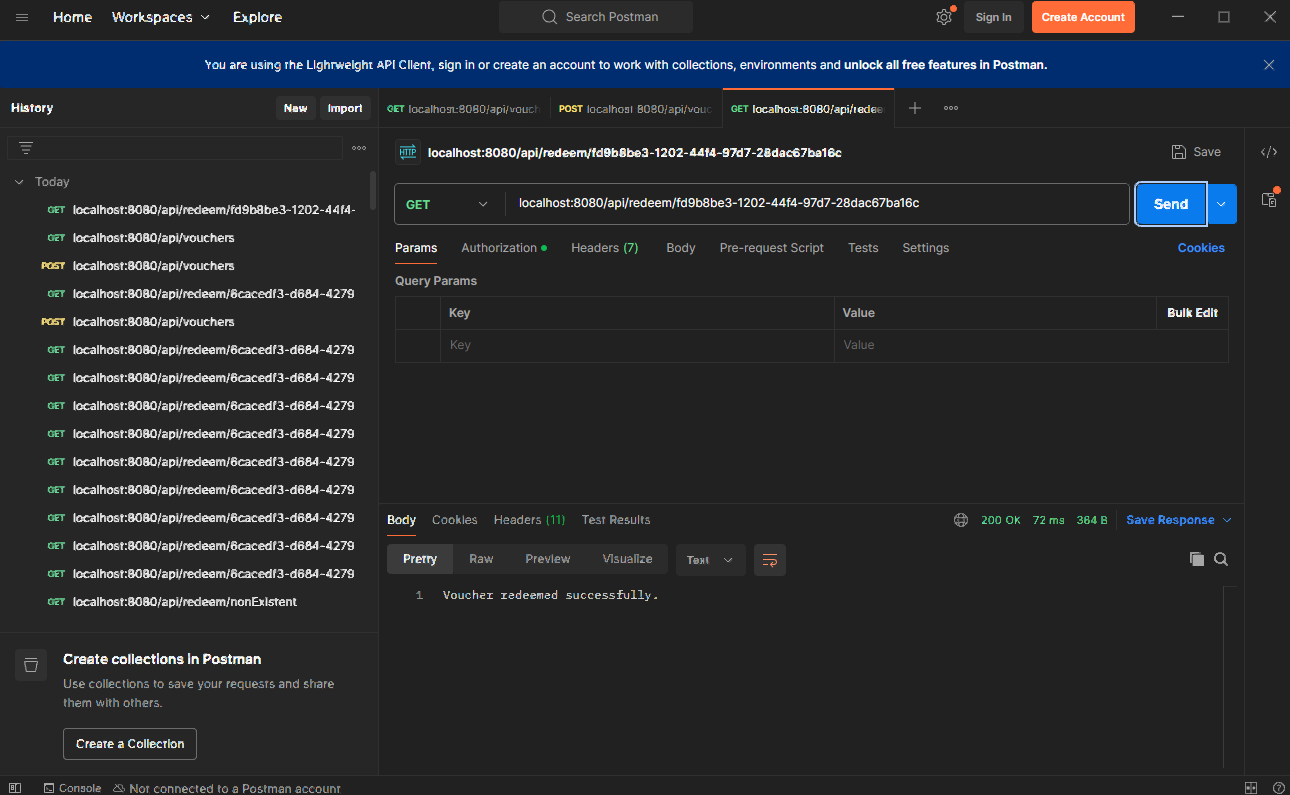 Home Workspaces Explore Search Postman Sign In Create Account
You are using the Lighrweight API Client, sign in or create an account to work with collections, environments and unlock all free features in Postman.
History New Import
GET localhost:8080/api/vouch POST localhost 8080/api/vouc GET localhost:8080/api/redee
HTTP localhost:8080/api/redeem/fd9b8be3-1202-44f4-97d7-28dac67ba16c Save
Today
GET localhost:8080/api/redeem/fd9b8be3-1202-44f4-
GET localhost:8080/api/vouchers
POST localhost:8080/api/vouchers
GET localhost:8080/api/redeem/6cacedf3-d684-4279
POST localhost:8080/api/vouchers
GET localhost:8080/api/redeem/6cacedf3-d684-4279
GET localhost:8080/api/redeem/6cacedf3-d684-4279
GET localhost:8080/api/redeem/6cacedf3-d684-4279
GET localhost:8080/api/redeem/6cacedf3-d684-4279
GET localhost:8080/api/redeem/6cacedf3-d684-4279
GET localhost:8080/api/redeem/6cacedf3-d684-4279
GET localhost:8080/api/redeem/6cacedf3-d684-4279
GET localhost:8080/api/redeem/6cacedf3-d684-4279
GET localhost:8080/api/redeem/6cacedf3-d684-4279
GET localhost:8080/api/redeem/nonExistent
Create collections in Postman
Use collections to save your requests and share
them with others.
Create a Collection
GET localhost:8080/api/redeem/fd9b8be3-1202-44f4-97d7-28dac67ba16c Send
Params Authorization Headers (7) Body Pre-request Script Tests Settings Cookies
Query Params
Key Value Bulk Edit
Key Value
Body Cookies Headers (11) Test Results 200 OK 72 ms 364 B Save Response
Pretty Raw Preview Visualize Text
1 Voucher redeemed successfully.
Console Not connected to a Postman account